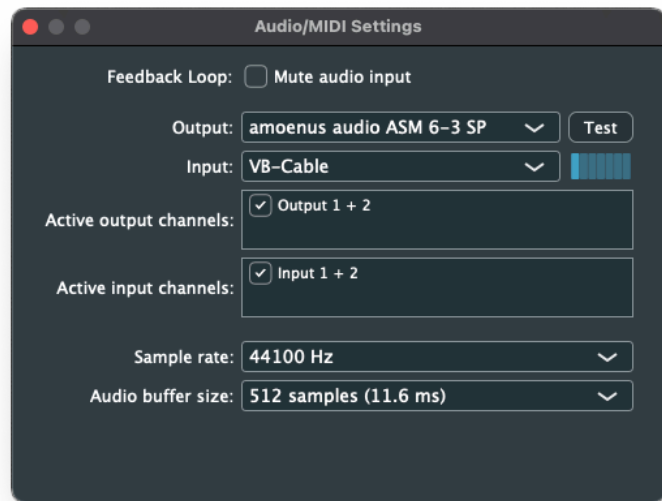 Audio/MIDI Settings
Feedback Loop: Mute audio input
Output: amoenus audio ASM 6-3 SP Test
Input: VB-Cable
Active output channels: Output 1 + 2
Active input channels: Input 1 + 2
Sample rate: 44100 Hz
Audio buffer size: 512 samples (11.6 ms)